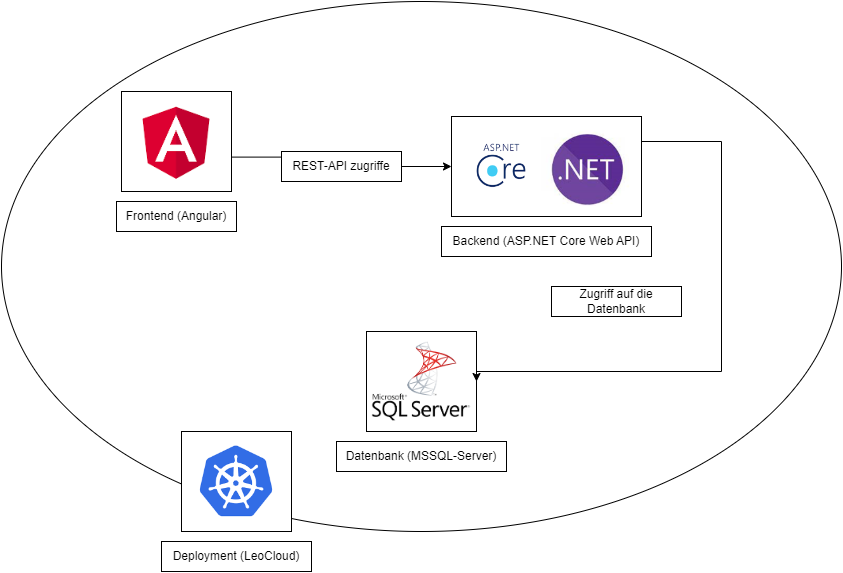 A
REST-API zugriffe
ASP.NET
Core
.NET
Frontend (Angular)
Backend (ASP.NET Core Web API)
Zugriff auf die
Datenbank
Microsoft*
SQL Server
Datenbank (MSSQL-Server)
Deployment (LeoCloud)